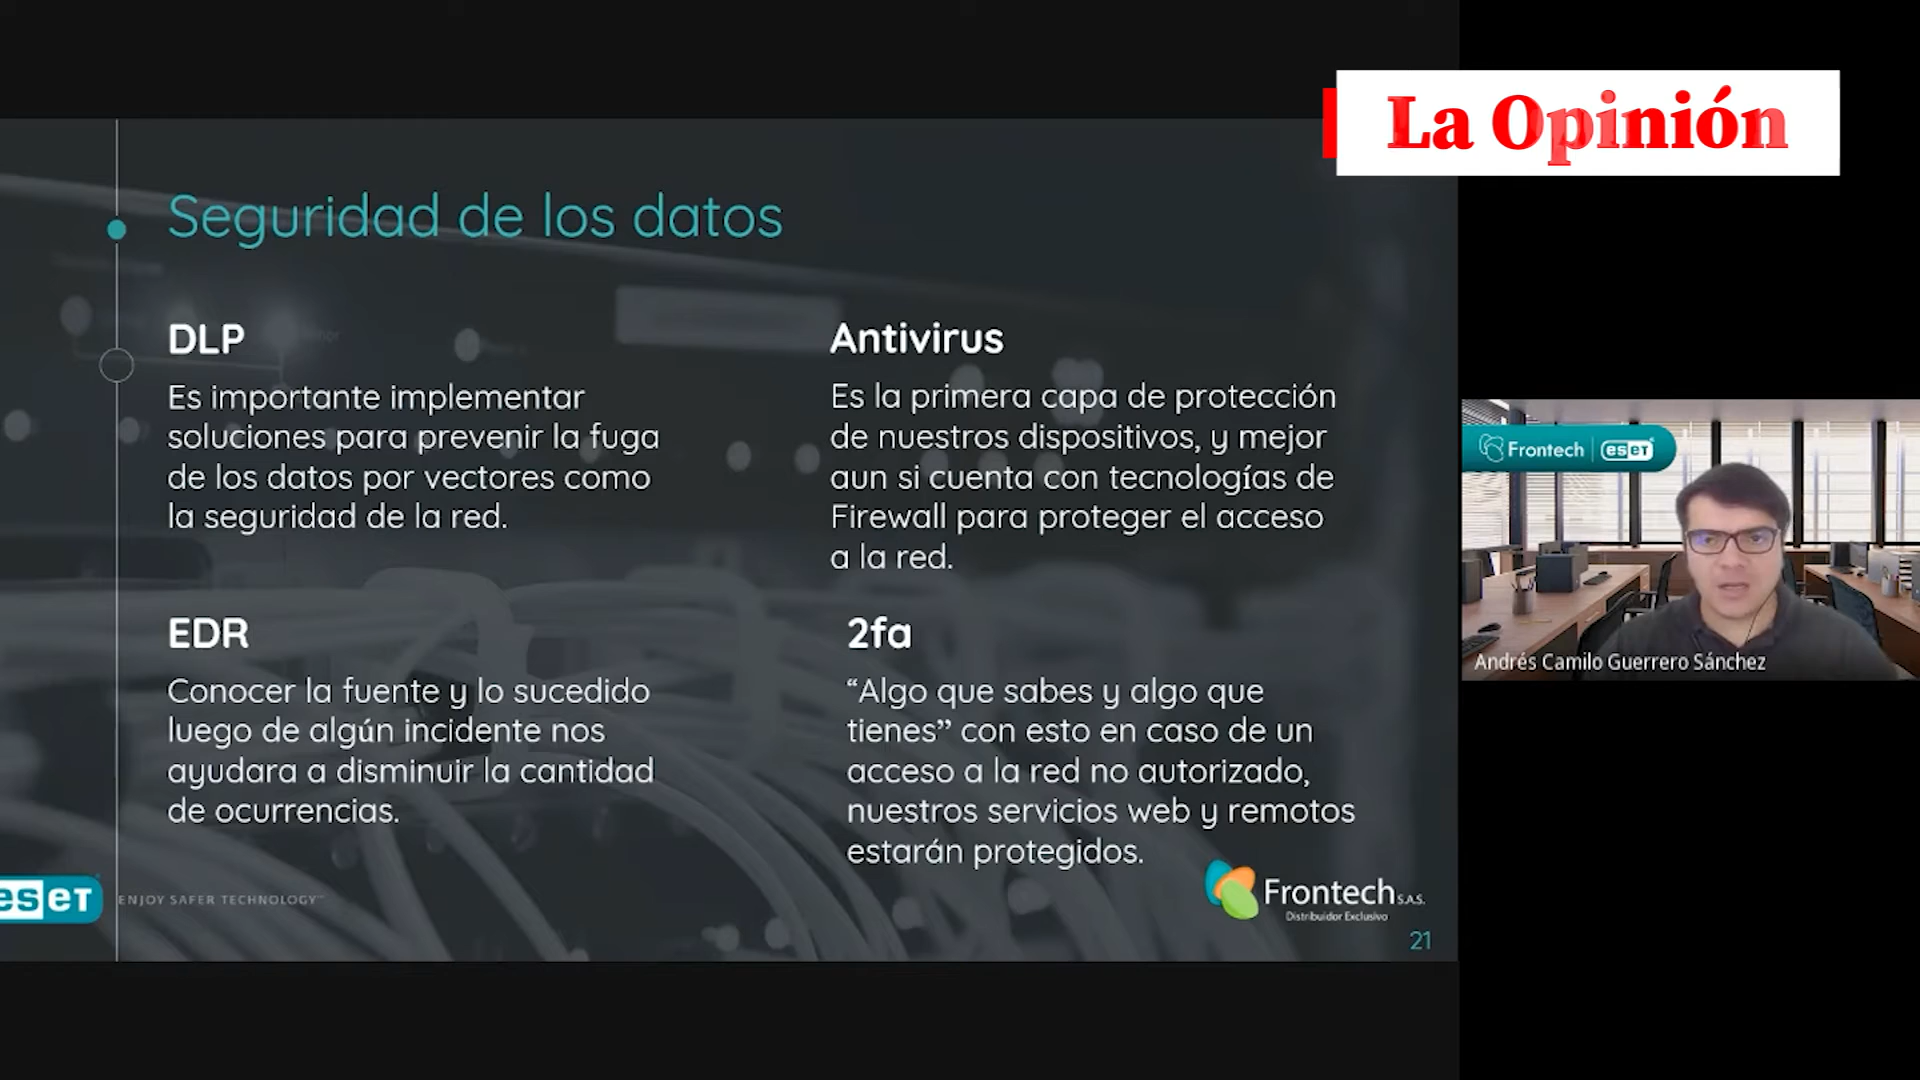 La Opinión
Seguridad de los datos
DLP
Es importante implementar
soluciones para prevenir la fuga
de los datos por vectores como
la seguridad de la red.
Antivirus
Es la primera capa de protección
de nuestros dispositivos, y mejor
aun si cuenta con tecnologías de
Firewall para proteger el acceso
a la red.
EDR
Conocer la fuente y lo sucedido
luego de algún incidente nos
ayudara a disminuir la cantidad
de ocurrencias.
2fa
“Algo que sabes y algo que
tienes” con esto en caso de un
acceso a la red no autorizado,
nuestros servicios web y remotos
estarán protegidos.
eset ENJOY SAFER TECHNOLOGY™
Frontech S.A.S.
Distribuidor Exclusivo
21
Frontech eset
Andrés Camilo Guerrero Sánchez